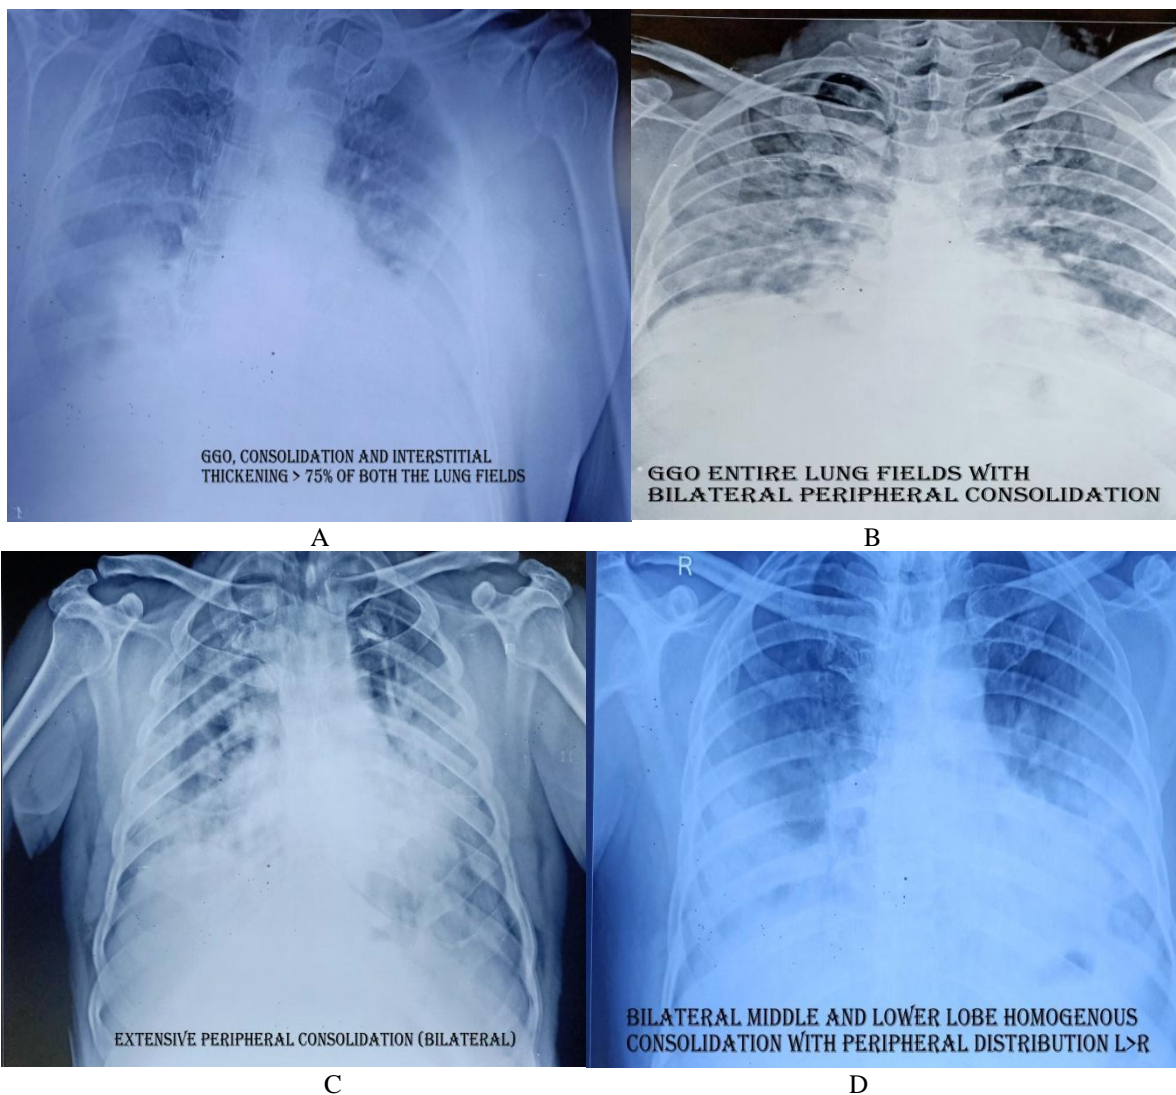 GGO, CONSOLIDATION AND INTERSTITIAL
THICKENING > 75% OF BOTH THE LUNG FIELDS
A
GGO ENTIRE LUNG FIELDS WITH
BILATERAL PERIPHERAL CONSOLIDATION
B
EXTENSIVE PERIPHERAL CONSOLIDATION (BILATERAL)
C
R
BILATERAL MIDDLE AND LOWER LOBE HOMOGENOUS
CONSOLIDATION WITH PERIPHERAL DISTRIBUTION L>R
D